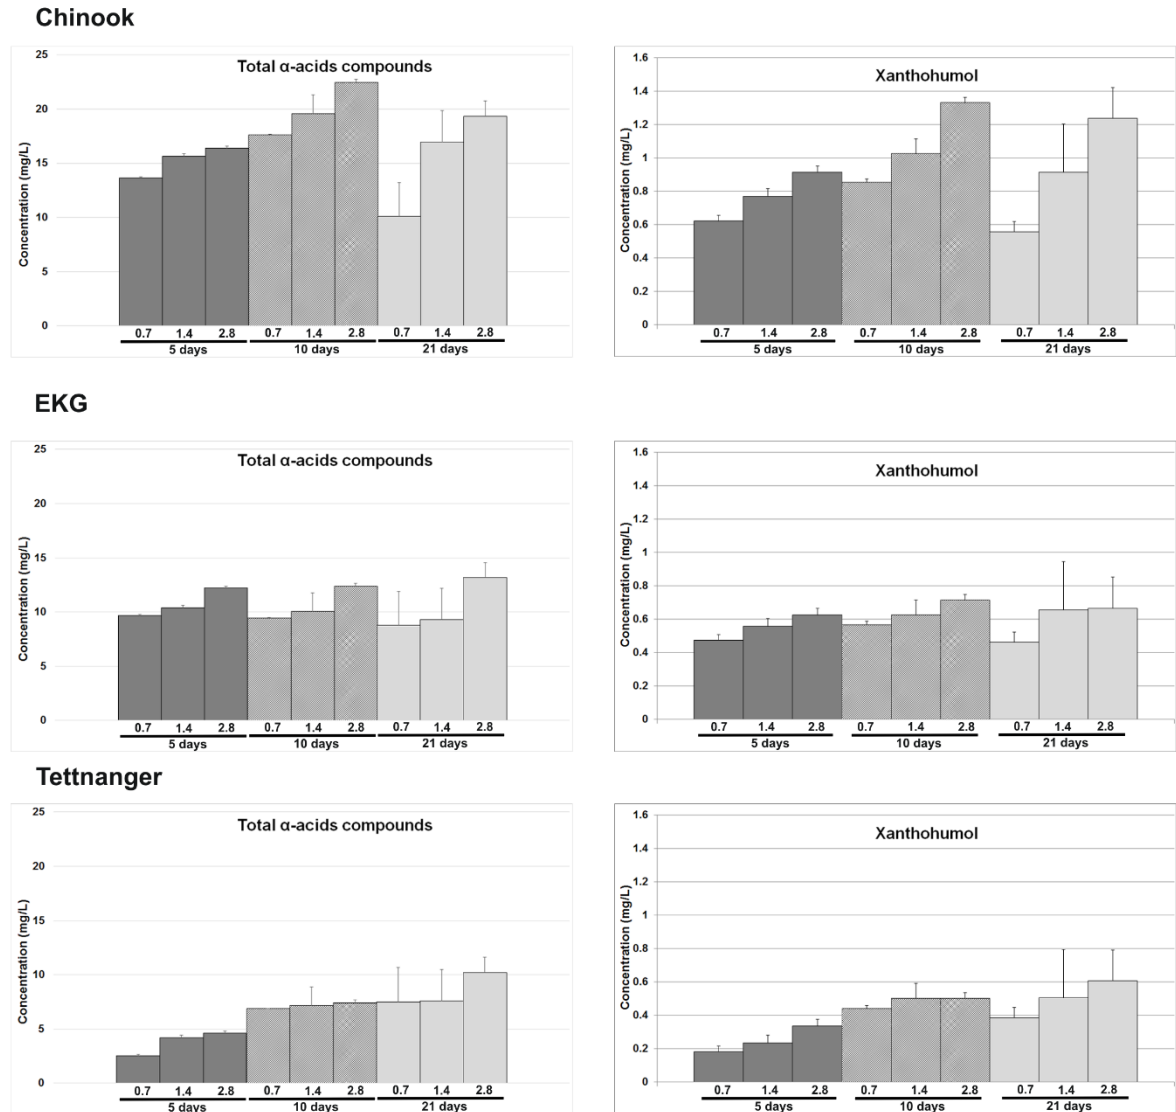 Chinook
Total α-acids compounds
Concentration (mg/L)
25
20
15
10
5
0
0.7 1.4 2.8 0.7 1.4 2.8 0.7 1.4 2.8
5 days 10 days 21 days
Xanthohumol
Concentration (mg/L)
1.6
1.4
1.2
1
0.8
0.6
0.4
0.2
0
0.7 1.4 2.8 0.7 1.4 2.8 0.7 1.4 2.8
5 days 10 days 21 days
EKG
Total α-acids compounds
Concentration (mg/L)
25
20
15
10
5
0
0.7 1.4 2.8 0.7 1.4 2.8 0.7 1.4 2.8
5 days 10 days 21 days
Xanthohumol
Concentration (mg/L)
1.6
1.4
1.2
1
0.8
0.6
0.4
0.2
0
0.7 1.4 2.8 0.7 1.4 2.8 0.7 1.4 2.8
5 days 10 days 21 days
Tettnanger
Total α-acids compounds
Concentration (mg/L)
25
20
15
10
5
0
0.7 1.4 2.8 0.7 1.4 2.8 0.7 1.4 2.8
5 days 10 days 21 days
Xanthohumol
Concentration (mg/L)
1.6
1.4
1.2
1
0.8
0.6
0.4
0.2
0
0.7 1.4 2.8 0.7 1.4 2.8 0.7 1.4 2.8
5 days 10 days 21 days